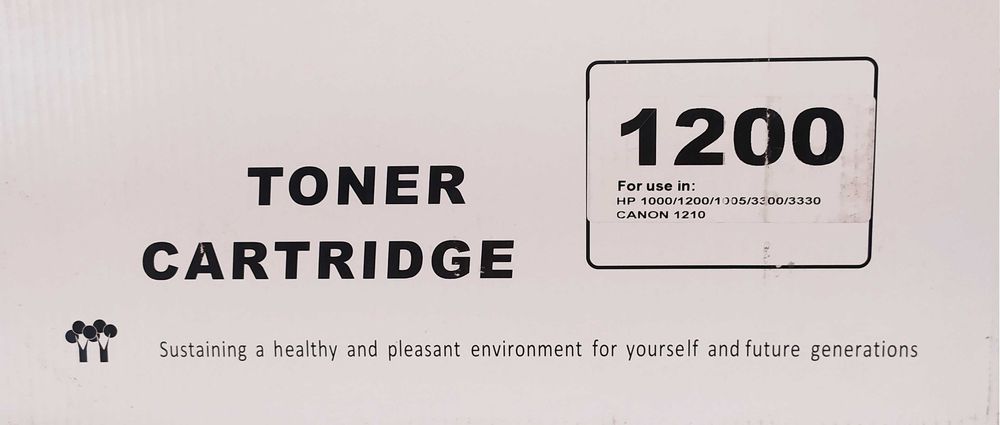 TONER
CARTRIDGE
1200
For use in:
HP 1000/1200/1005/3300/3330
CANON 1210
Sustaining a healthy and pleasant environment for yourself and future generations